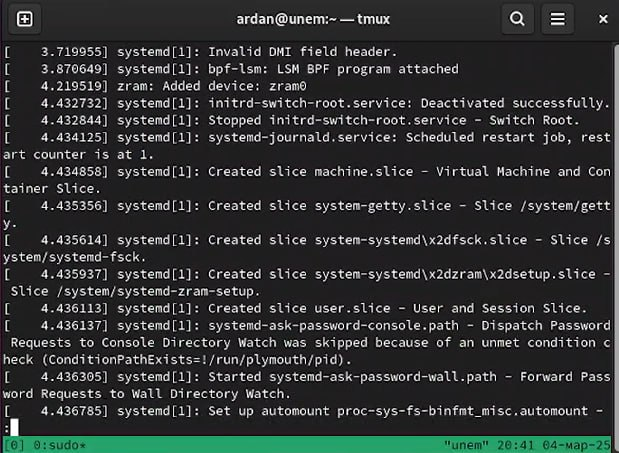 ardan@unem:~ — tmux
[    3.719955] systemd[1]: Invalid DMI field header.
[    3.870649] systemd[1]: bpf-lsm: LSM BPF program attached
[    4.219519] zram: Added device: zram0
[    4.432732] systemd[1]: initrd-switch-root.service: Deactivated successfully.
[    4.432844] systemd[1]: Stopped initrd-switch-root.service - Switch Root.
[    4.434125] systemd[1]: systemd-journald.service: Scheduled restart job, rest
art counter is at 1.
[    4.434858] systemd[1]: Created slice machine.slice - Virtual Machine and Con
tainer Slice.
[    4.435356] systemd[1]: Created slice system-getty.slice - Slice /system/gett
y.
[    4.435614] systemd[1]: Created slice system-systemd\x2dfsck.slice - Slice /s
ystem/systemd-fsck.
[    4.435937] systemd[1]: Created slice system-systemd\x2dzram\x2dsetup.slice -
 Slice /system/systemd-zram-setup.
[    4.436113] systemd[1]: Created slice user.slice - User and Session Slice.
[    4.436137] systemd[1]: systemd-ask-password-console.path - Dispatch Password
 Requests to Console Directory Watch was skipped because of an unmet condition c
heck (ConditionPathExists=!/run/plymouth/pid).
[    4.436305] systemd[1]: Started systemd-ask-password-wall.path - Forward Pass
word Requests to Wall Directory Watch.
[    4.436785] systemd[1]: Set up automount proc-sys-fs-binfmt_misc.automount -
:
[0] 0:sudo* "unem" 20:41 04-мар-25